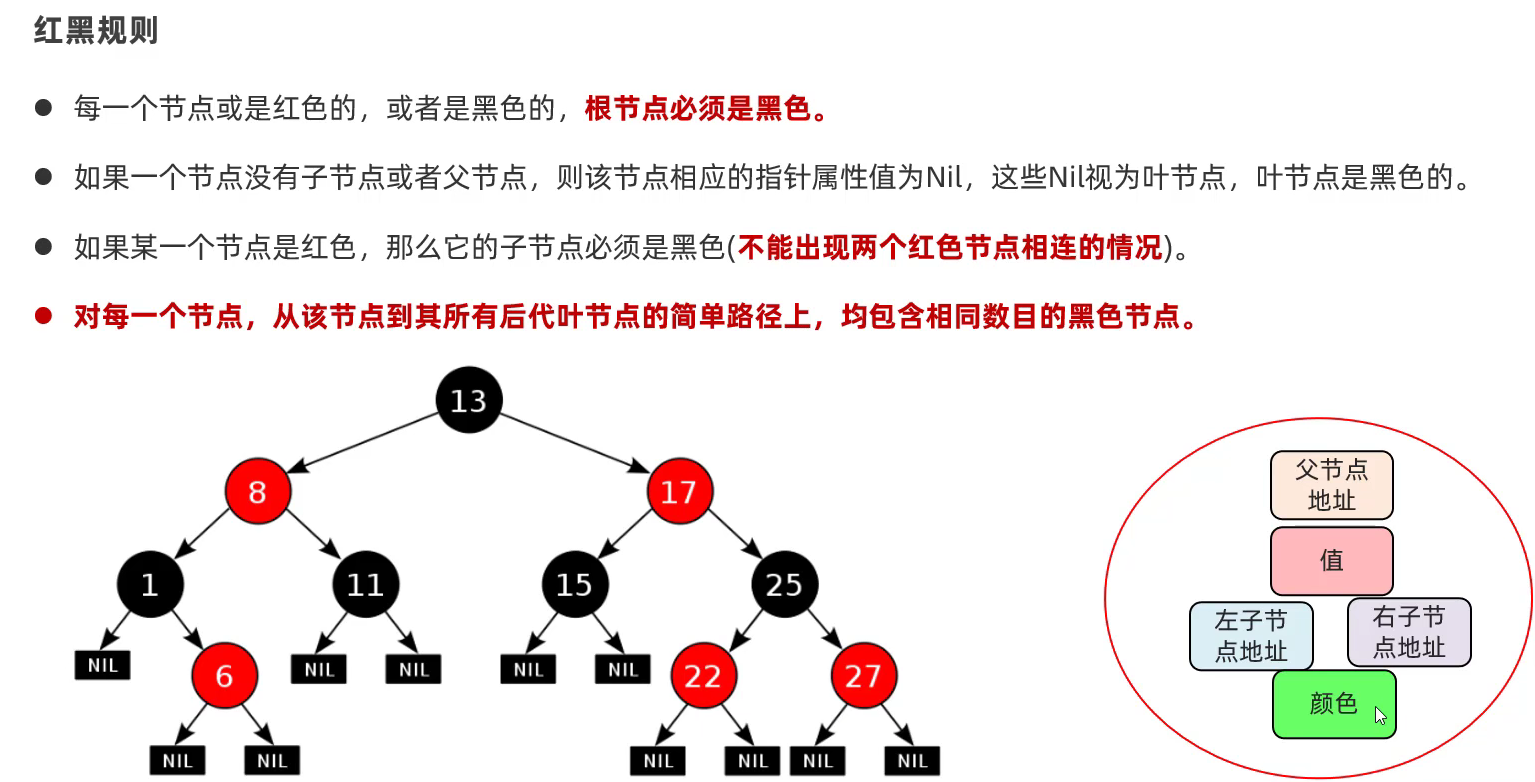 红黑规则
● 每一个节点或是红色的，或者是黑色的，根节点必须是黑色。
● 如果一个节点没有子节点或者父节点，则该节点相应的指针属性值为Nil，这些Nil视为叶节点，叶节点是黑色的。
● 如果某一个节点是红色，那么它的子节点必须是黑色(不能出现两个红色节点相连的情况)。
● 对每一个节点，从该节点到其所有后代叶节点的简单路径上，均包含相同数目的黑色节点。
13
8 17
1 11 15 25
NIL 6 NIL NIL NIL NIL 22 27
NIL NIL NIL NIL NIL NIL
父节点
地址
值
左子节
点地址
右子节
点地址
颜色